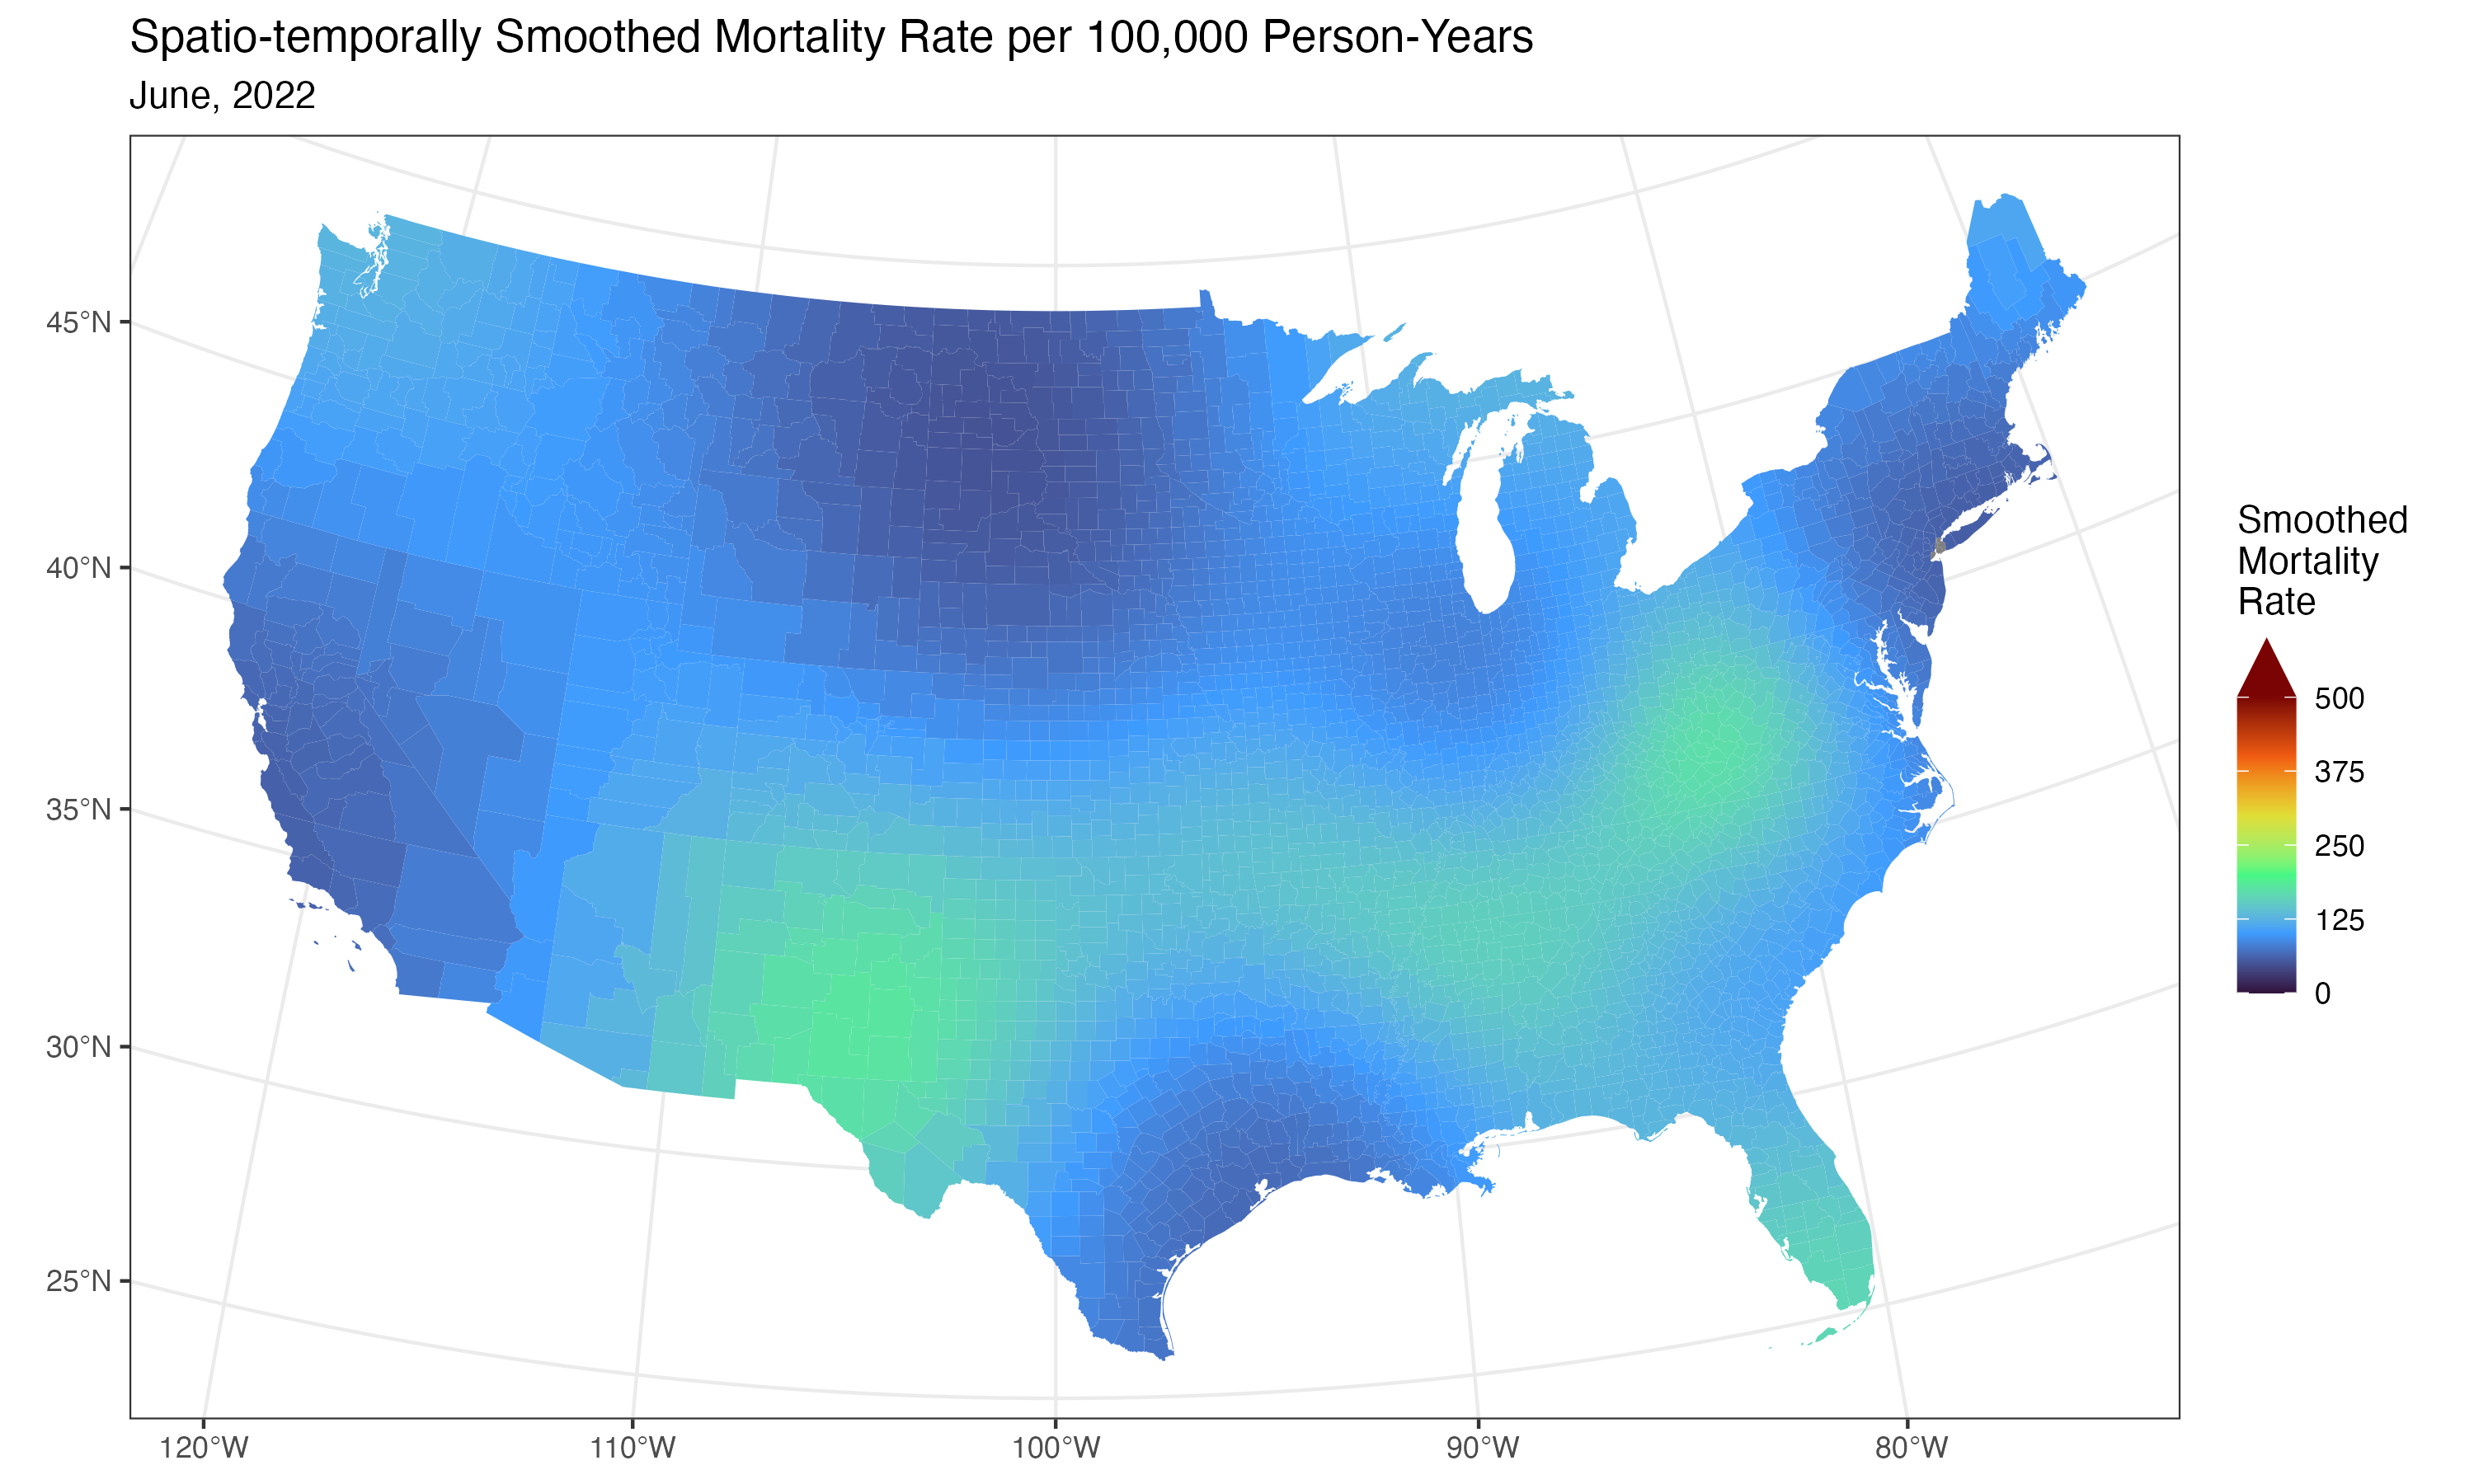 Spatio-temporally Smoothed Mortality Rate per 100,000 Person-Years
June, 2022
45°N
40°N
35°N
30°N
25°N
120°W
110°W
100°W
90°W
80°W
Smoothed
Mortality
Rate
500
375
250
125
0